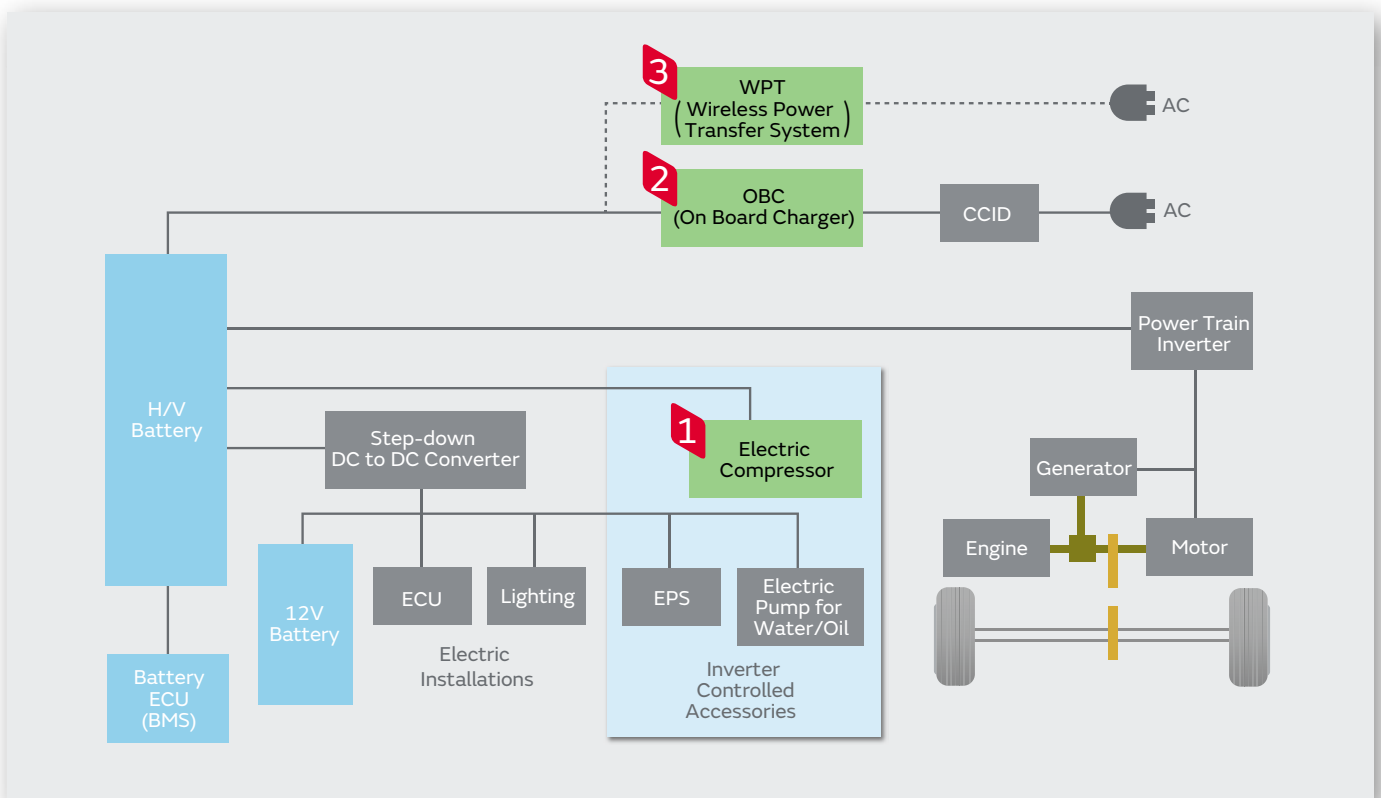 3
WPT
(Wireless Power
Transfer System)
AC
2
OBC
(On Board Charger)
CCID
AC
Power Train
Inverter
H/V
Battery
Step-down
DC to DC Converter
1
Electric
Compressor
Generator
Engine
Motor
12V
Battery
ECU
Lighting
EPS
Electric
Pump for
Water/Oil
Electric
Installations
Inverter
Controlled
Accessories
Battery
ECU
(BMS)